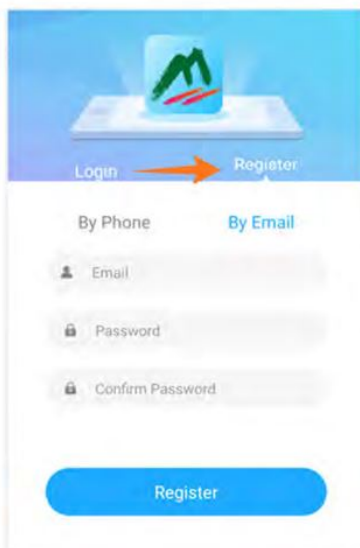 Login Register
By Phone By Email
Email
Password
Confirm Password
Register